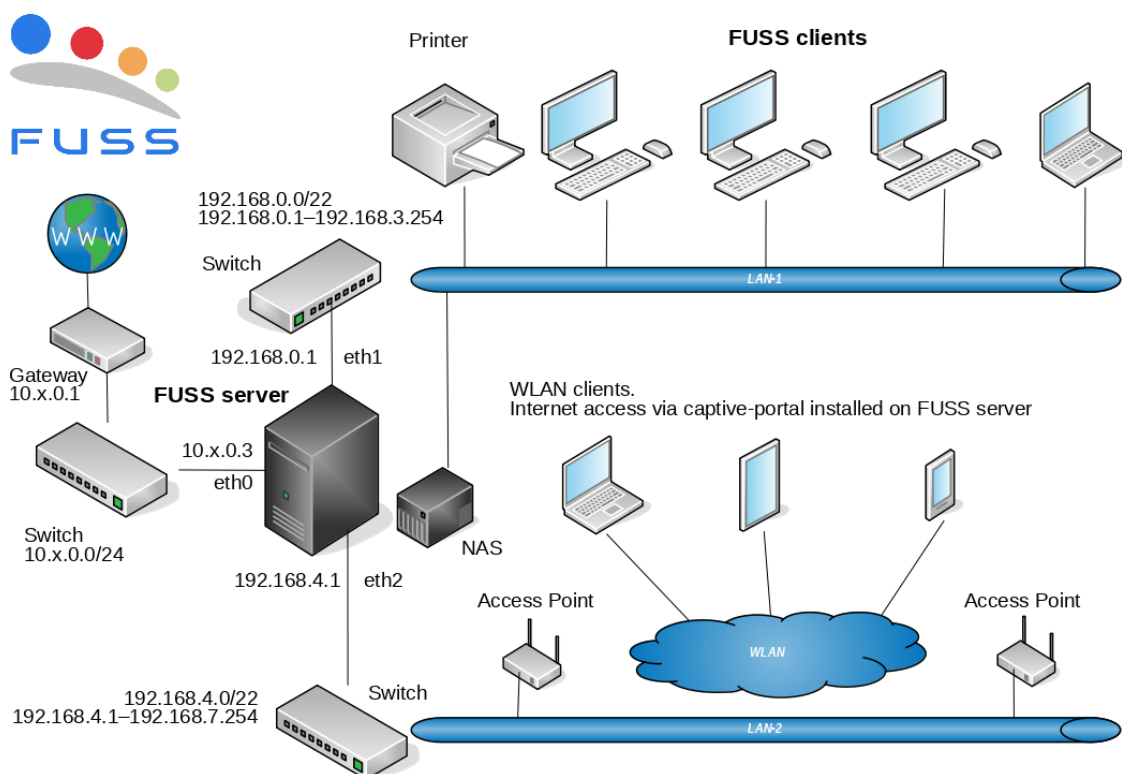 Printer
FUSS clients
FUSS
192.168.0.0/22
192.168.0.1–192.168.3.254
WWW
Switch
LAN-1
192.168.0.1 eth1
Gateway
10.x.0.1
FUSS server
WLAN clients.
Internet access via captive-portal installed on FUSS server
10.x.0.3
eth0
Switch
10.x.0.0/24
NAS
192.168.4.1 eth2
Access Point
Access Point
WLAN
192.168.4.0/22
192.168.4.1–192.168.7.254
Switch
LAN-2